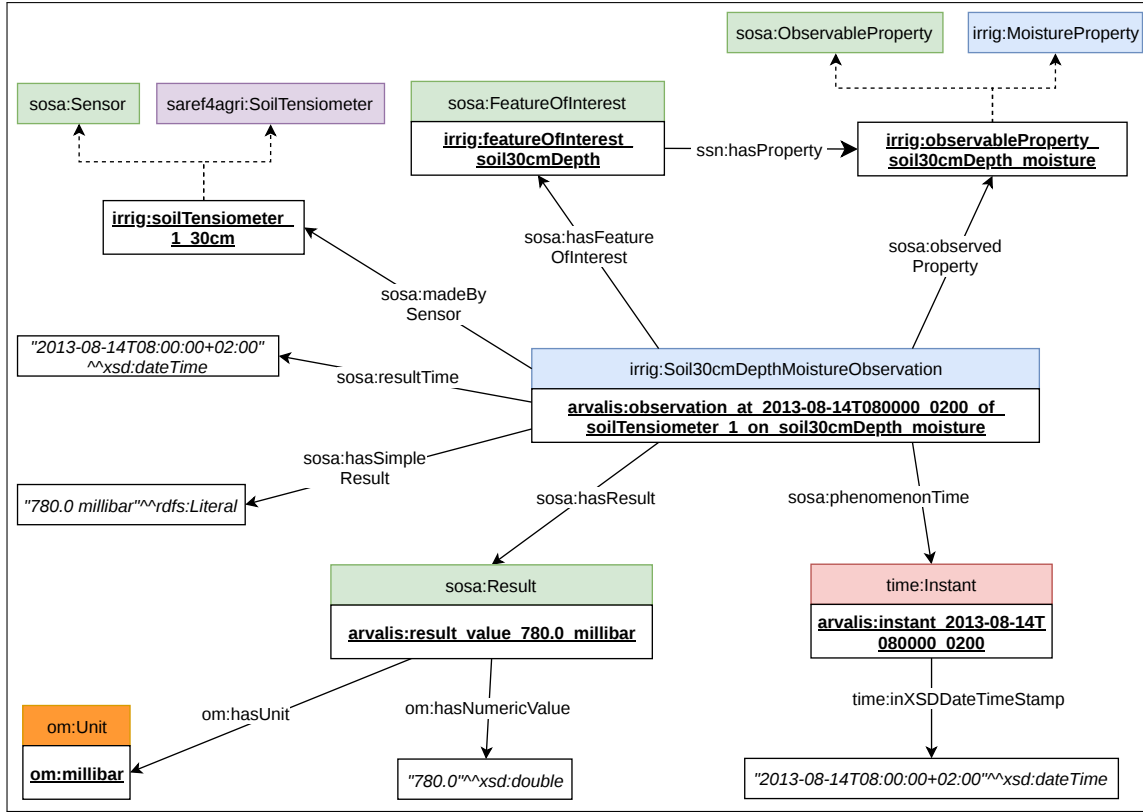 sosa:ObservableProperty
irrig:MoistureProperty
sosa:Sensor
saref4agri:SoilTensiometer
sosa:FeatureOfInterest
irrig:featureOfInterest_
soil30cmDepth
ssn:hasProperty
irrig:observableProperty_
soil30cmDepth_moisture
irrig:soilTensiometer_
1_30cm
sosa:hasFeature
OfInterest
sosa:observed
Property
sosa:madeBy
Sensor
"2013-08-14T08:00:00+02:00"
^^xsd:dateTime
sosa:resultTime
irrig:Soil30cmDepthMoistureObservation
arvalis:observation_at_2013-08-14T080000_0200_of_
soilTensiometer_1_on_soil30cmDepth_moisture
sosa:hasSimple
Result
"780.0 millibar"^^rdfs:Literal
sosa:hasResult
sosa:phenomenonTime
sosa:Result
arvalis:result_value_780.0_millibar
time:Instant
arvalis:instant_2013-08-14T
080000_0200
om:hasUnit
om:hasNumericValue
time:inXSDDateTimeStamp
om:Unit
om:millibar
"780.0"^^xsd:double
"2013-08-14T08:00:00+02:00"^^xsd:dateTime